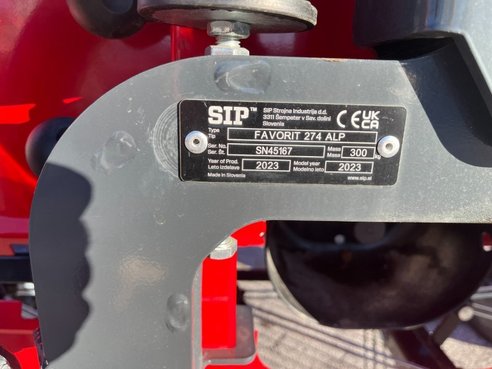 SIP™
SIP Strojna Industrija d.d.
3311 Šempeter v Sav. dolini
Slovenia
CE UKCA
Type
Tip
FAVORIT 274 ALP
Ser. No.
Ser. Št.
SN45167
Mass
Masa
300
kg
Year of Prod.
Leto izdelave
2023
Model year
Modelno leto
2023
Made in Slovenia
www.sip.si